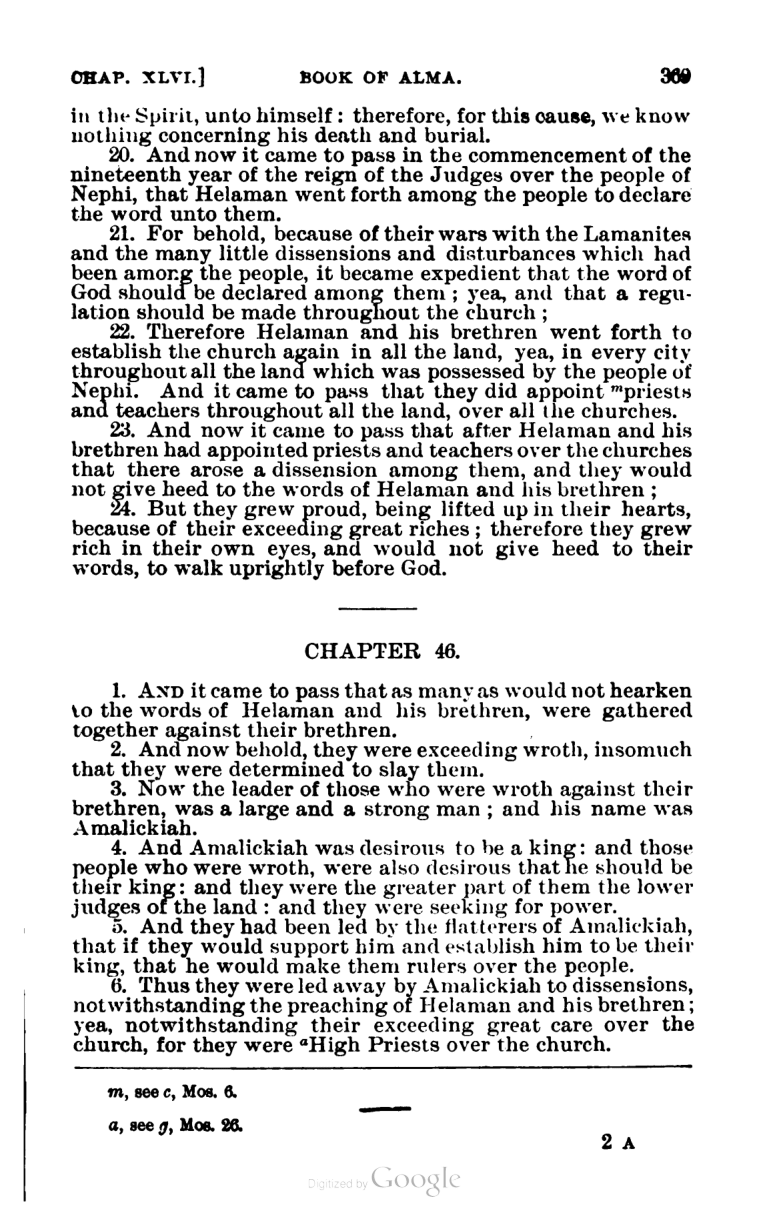 CHAP. XLVI.] BOOK OF ALMA. 369
in the Spirit, unto himself: therefore, for this cause, we know
nothing concerning his death and burial.
20. And now it came to pass in the commencement of the
nineteenth year of the reign of the Judges over the people of
Nephi, that Helaman went forth among the people to declare
the word unto them.
21. For behold, because of their wars with the Lamanites
and the many little dissensions and disturbances which had
been among the people, it became expedient that the word of
God should be declared among them ; yea, and that a regu-
lation should be made throughout the church ;
22. Therefore Helaman and his brethren went forth to
establish the church again in all the land, yea, in every city
throughout all the land which was possessed by the people of
Nephi. And it came to pass that they did appoint ᵐpriests
and teachers throughout all the land, over all the churches.
23. And now it came to pass that after Helaman and his
brethren had appointed priests and teachers over the churches
that there arose a dissension among them, and they would
not give heed to the words of Helaman and his brethren ;
24. But they grew proud, being lifted up in their hearts,
because of their exceeding great riches ; therefore they grew
rich in their own eyes, and would not give heed to their
words, to walk uprightly before God.
CHAPTER 46.
1. AND it came to pass that as many as would not hearken
to the words of Helaman and his brethren, were gathered
together against their brethren.
2. And now behold, they were exceeding wroth, insomuch
that they were determined to slay them.
3. Now the leader of those who were wroth against their
brethren, was a large and a strong man ; and his name was
Amalickiah.
4. And Amalickiah was desirous to be a king: and those
people who were wroth, were also desirous that he should be
their king: and they were the greater part of them the lower
judges of the land : and they were seeking for power.
5. And they had been led by the flatterers of Amalickiah,
that if they would support him and establish him to be their
king, that he would make them rulers over the people.
6. Thus they were led away by Amalickiah to dissensions,
notwithstanding the preaching of Helaman and his brethren ;
yea, notwithstanding their exceeding great care over the
church, for they were ᵃHigh Priests over the church.
m, see c, Mos. 6.
a, see g, Mos. 26.
2 A
Digitized by Google